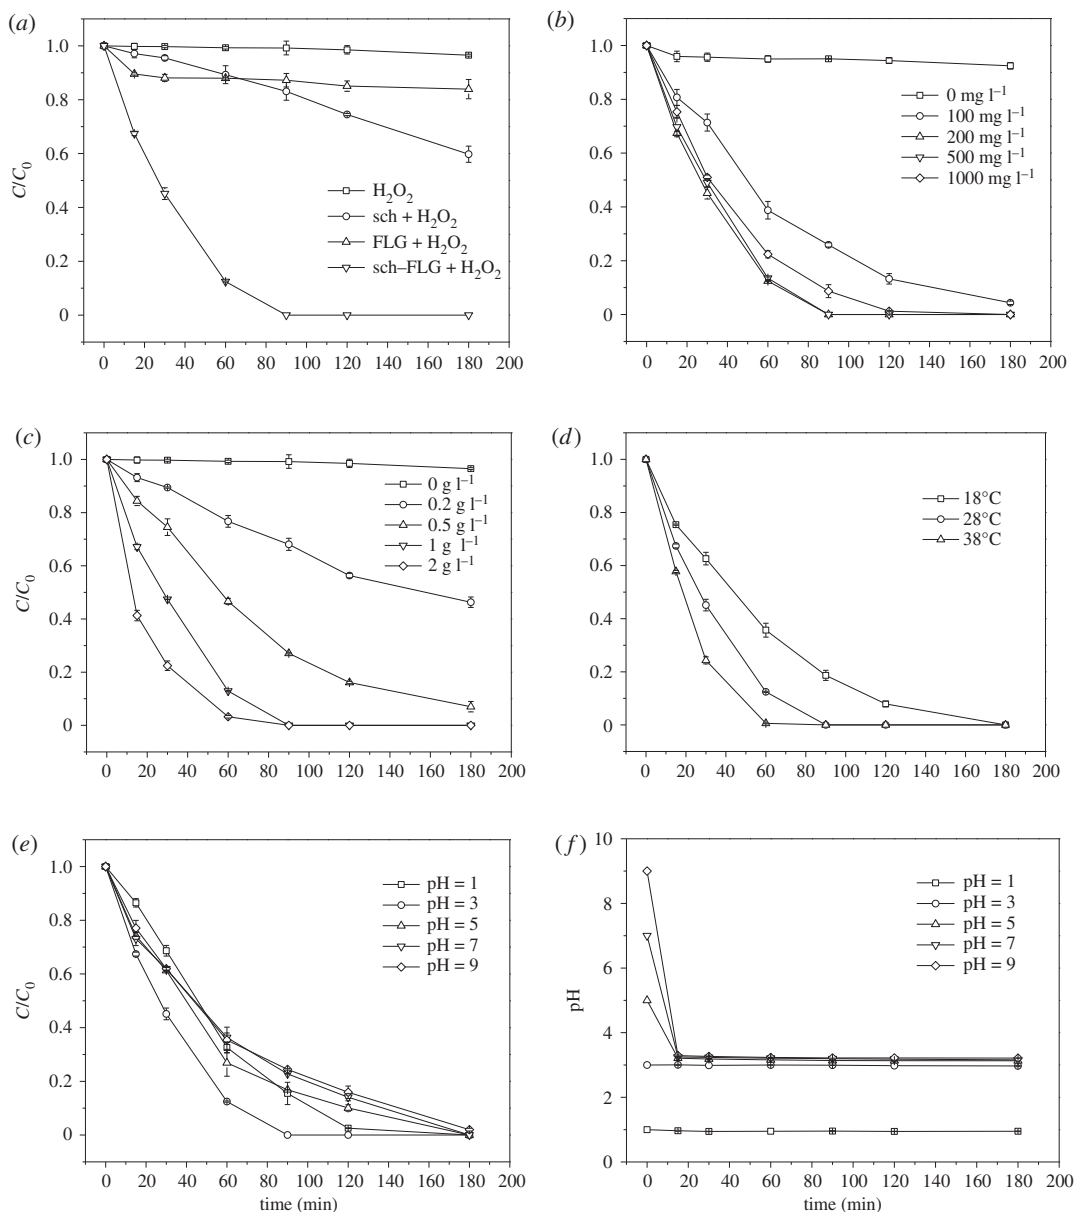 (a)
1.0
0.8
0.6
0.4
0.2
0
C/C₀
H₂O₂
sch + H₂O₂
FLG + H₂O₂
sch–FLG + H₂O₂
0 20 40 60 80 100 120 140 160 180 200
(b)
1.0
0.8
0.6
0.4
0.2
0
0 mg l⁻¹
100 mg l⁻¹
200 mg l⁻¹
500 mg l⁻¹
1000 mg l⁻¹
0 20 40 60 80 100 120 140 160 180 200
(c)
1.0
0.8
0.6
0.4
0.2
0
C/C₀
0 g l⁻¹
0.2 g l⁻¹
0.5 g l⁻¹
1 g l⁻¹
2 g l⁻¹
0 20 40 60 80 100 120 140 160 180 200
(d)
1.0
0.8
0.6
0.4
0.2
0
18°C
28°C
38°C
0 20 40 60 80 100 120 140 160 180 200
(e)
1.0
0.8
0.6
0.4
0.2
0
C/C₀
pH = 1
pH = 3
pH = 5
pH = 7
pH = 9
0 20 40 60 80 100 120 140 160 180 200
time (min)
(f)
10
8
6
4
2
0
pH
pH = 1
pH = 3
pH = 5
pH = 7
pH = 9
0 20 40 60 80 100 120 140 160 180 200
time (min)